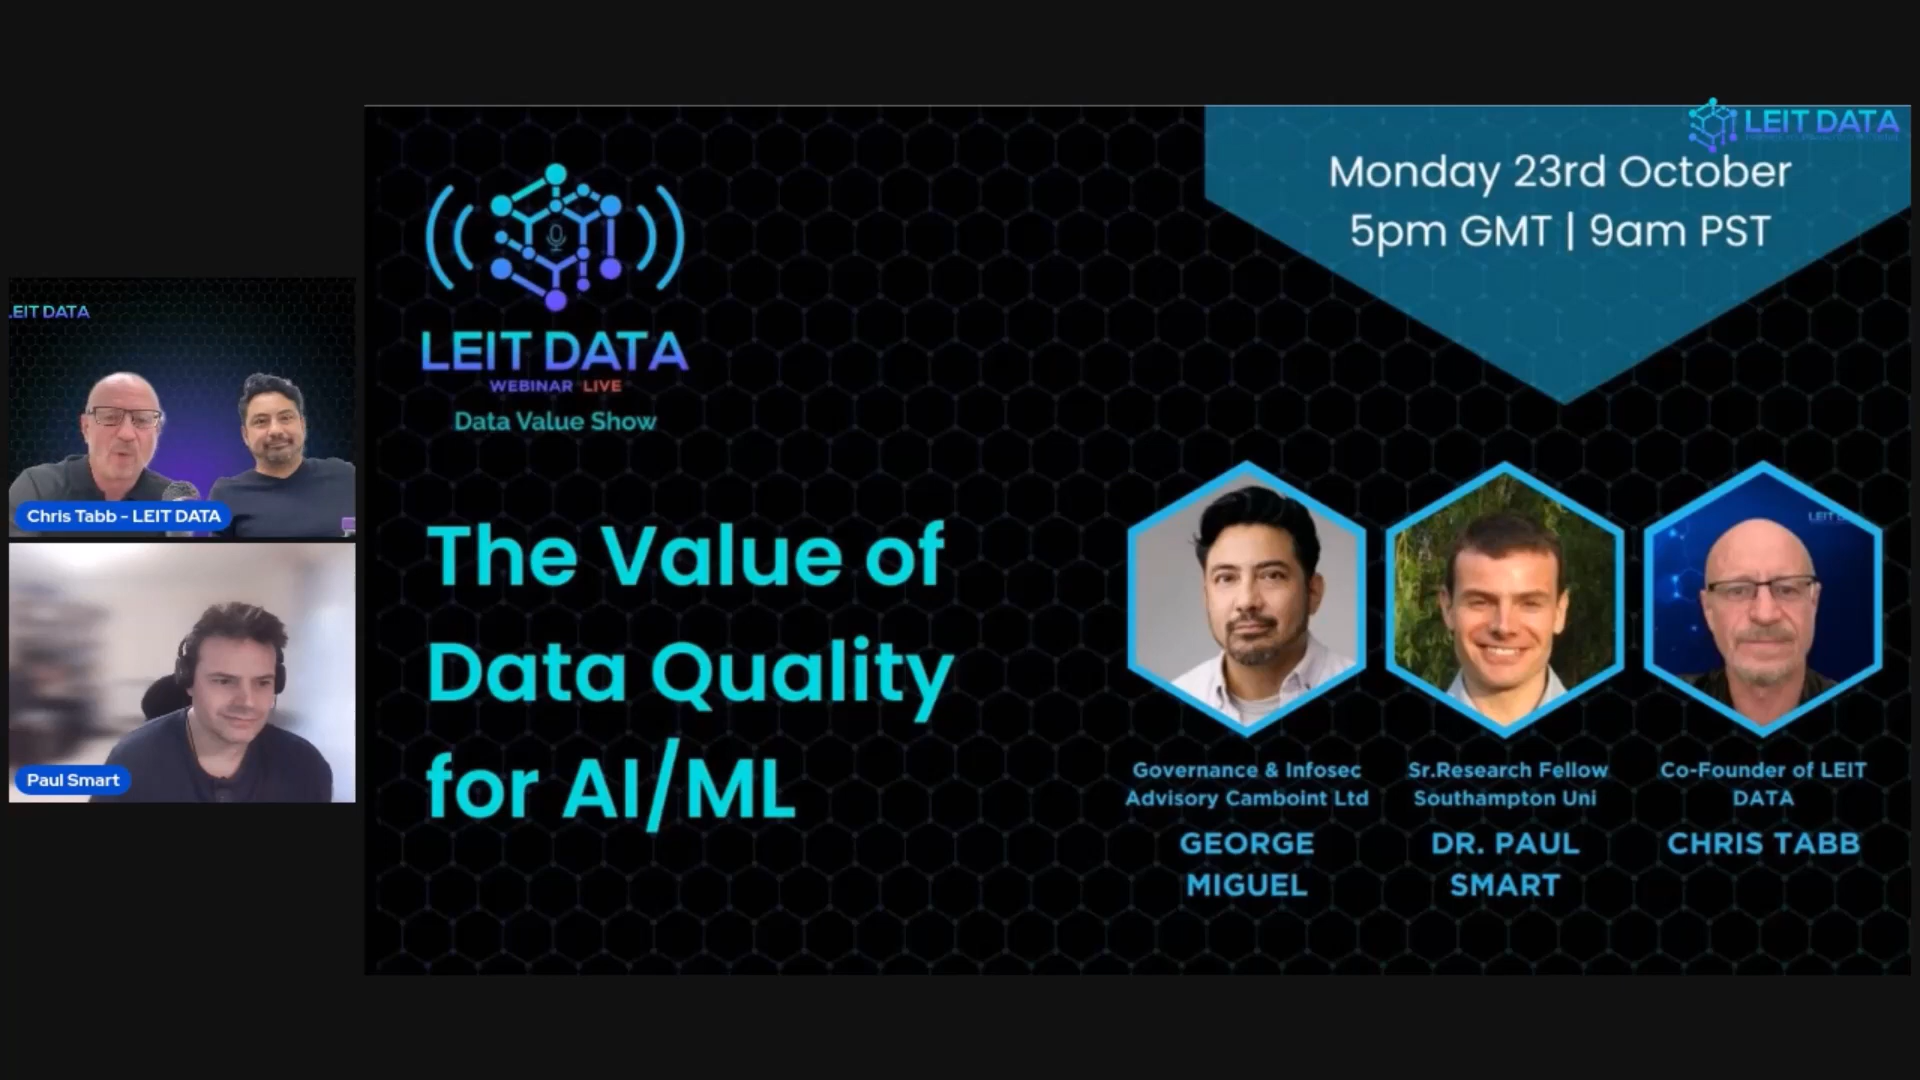 LEIT DATA
Monday 23rd October
5pm GMT | 9am PST
LEIT DATA
WEBINAR LIVE
Data Value Show
The Value of
Data Quality
for AI/ML
Governance & Infosec
Advisory Camboint Ltd
GEORGE
MIGUEL
Sr.Research Fellow
Southampton Uni
DR. PAUL
SMART
Co-Founder of LEIT
DATA
CHRIS TABB
LEIT
LEIT DATA
Chris Tabb - LEIT DATA
Paul Smart